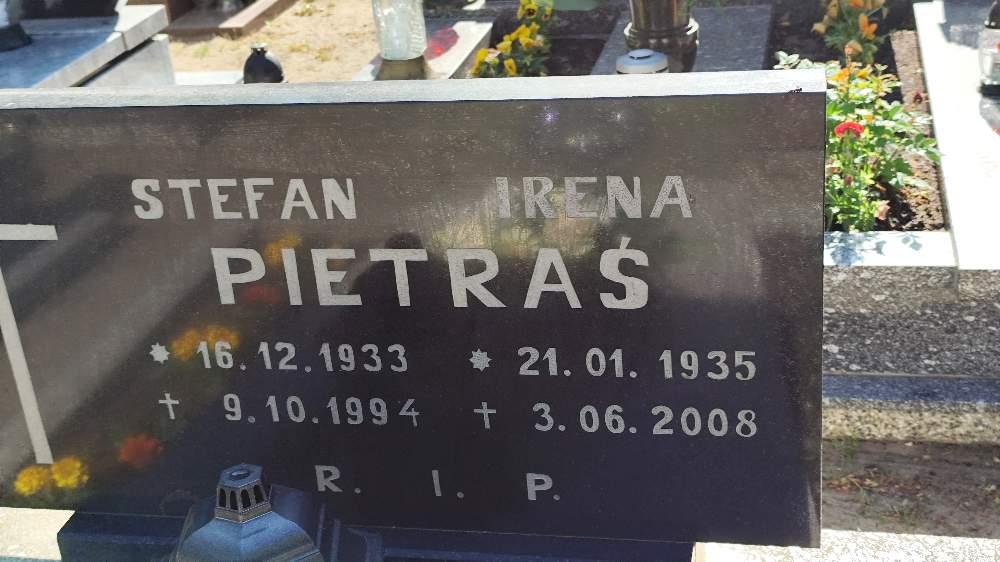 STEFAN IRENA
PIETRAŚ
* 16.12.1933 * 21.01.1935
† 9.10.1994 † 3.06.2008
R. I. P.